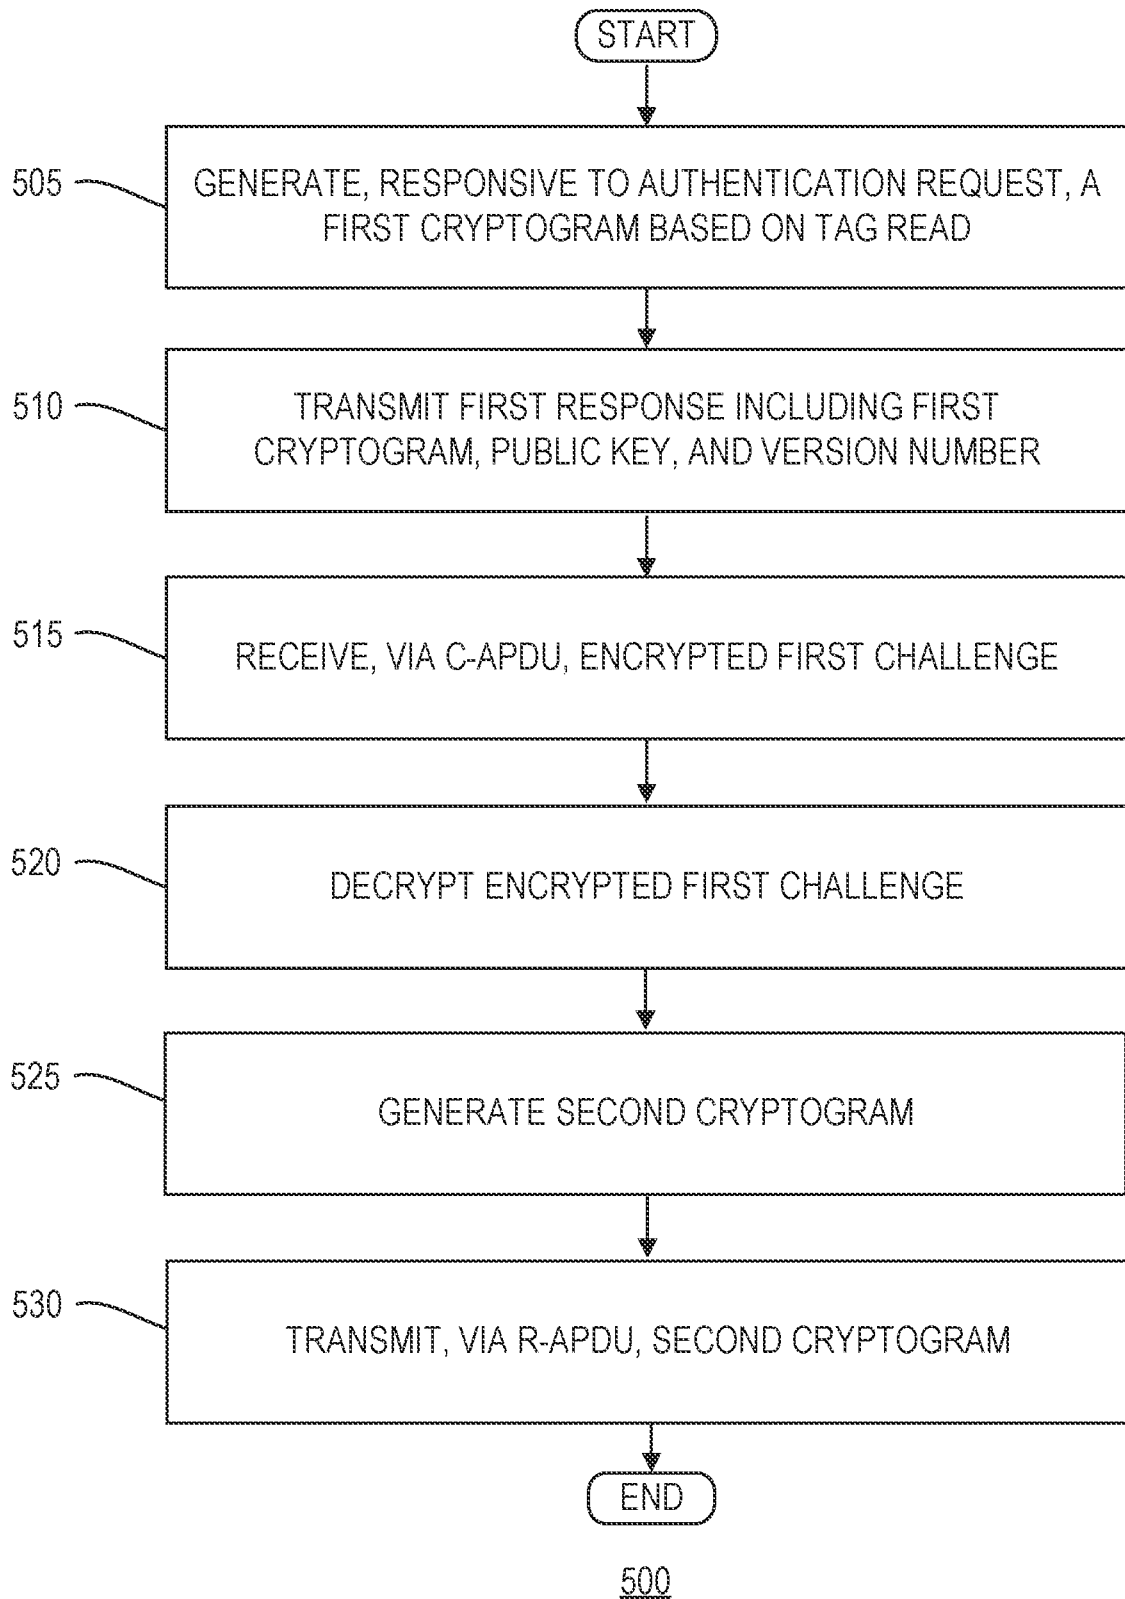 START
505
GENERATE, RESPONSIVE TO AUTHENTICATION REQUEST, A
FIRST CRYPTOGRAM BASED ON TAG READ
510
TRANSMIT FIRST RESPONSE INCLUDING FIRST
CRYPTOGRAM, PUBLIC KEY, AND VERSION NUMBER
515
RECEIVE, VIA C-APDU, ENCRYPTED FIRST CHALLENGE
520
DECRYPT ENCRYPTED FIRST CHALLENGE
525
GENERATE SECOND CRYPTOGRAM
530
TRANSMIT, VIA R-APDU, SECOND CRYPTOGRAM
END
500